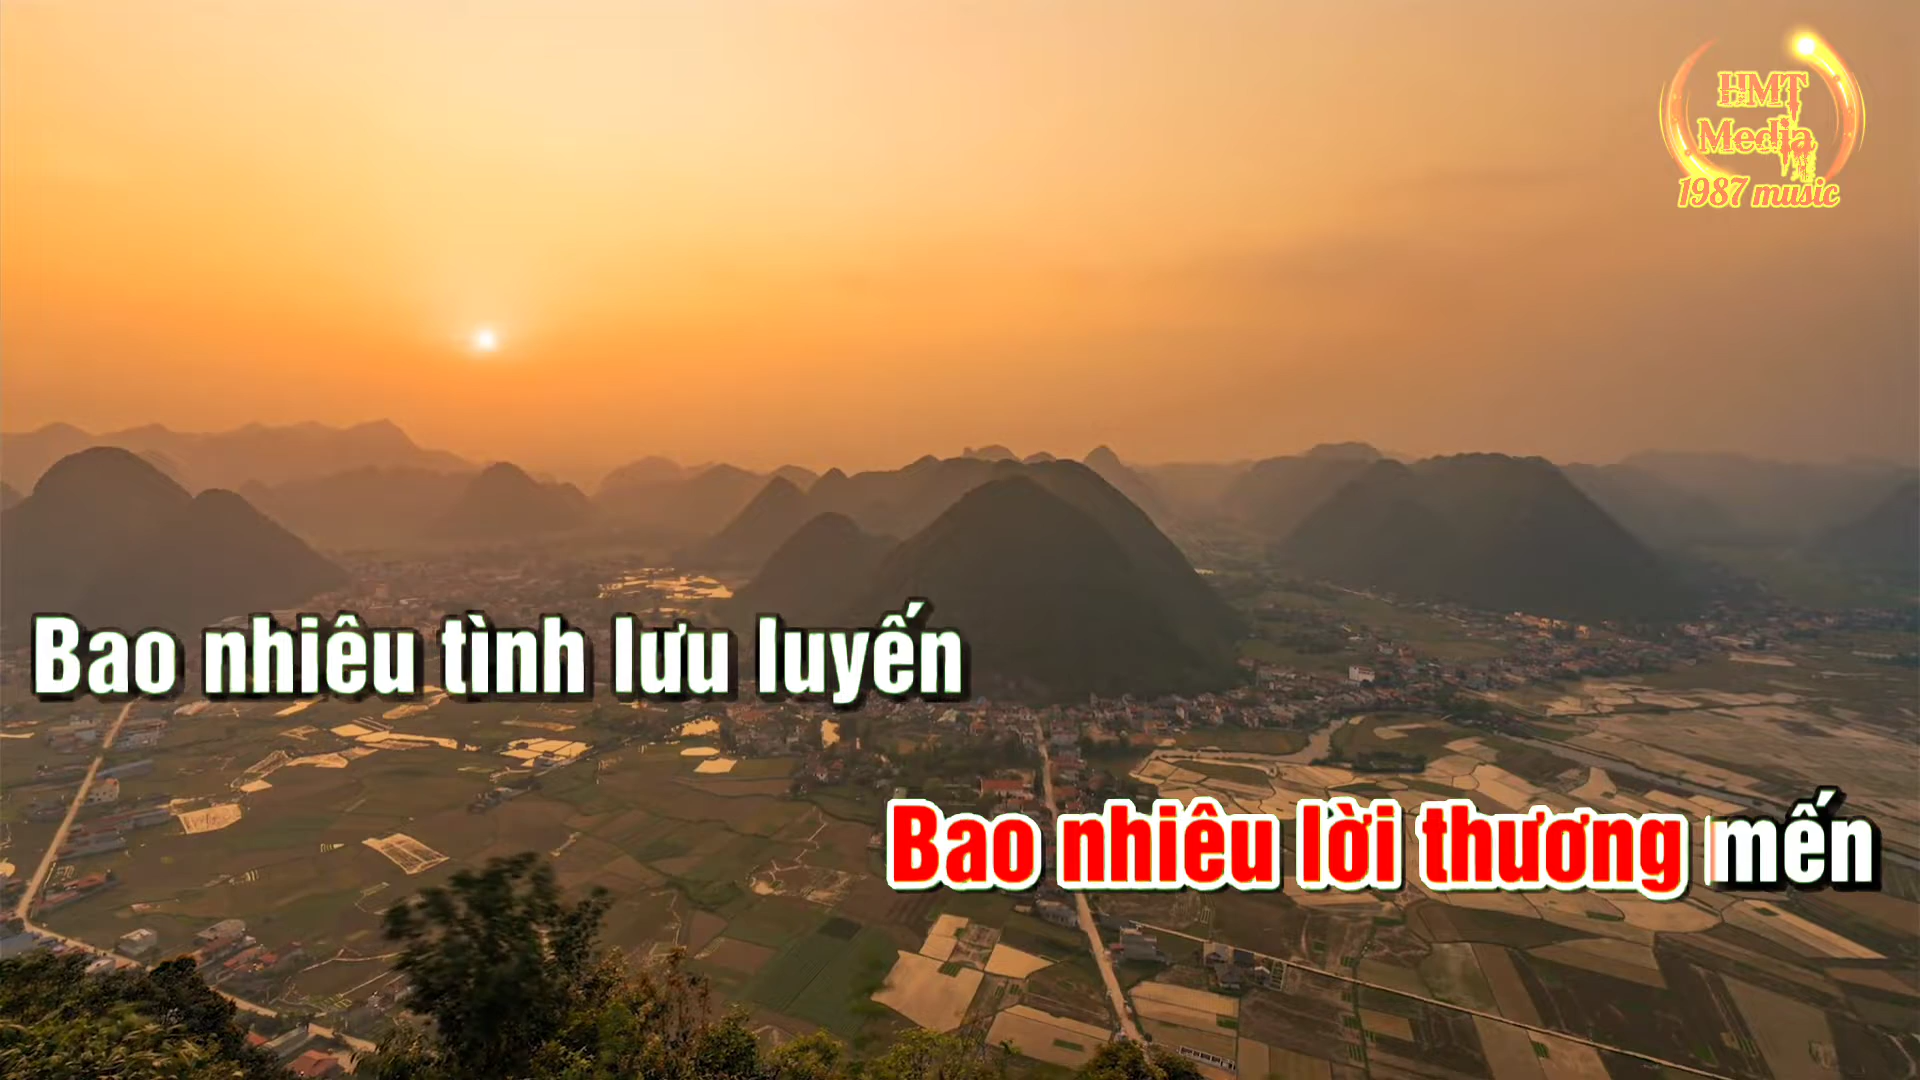 HMT
Media
1987 music
Bao nhiêu tình lưu luyến
Bao nhiêu lời thương mến